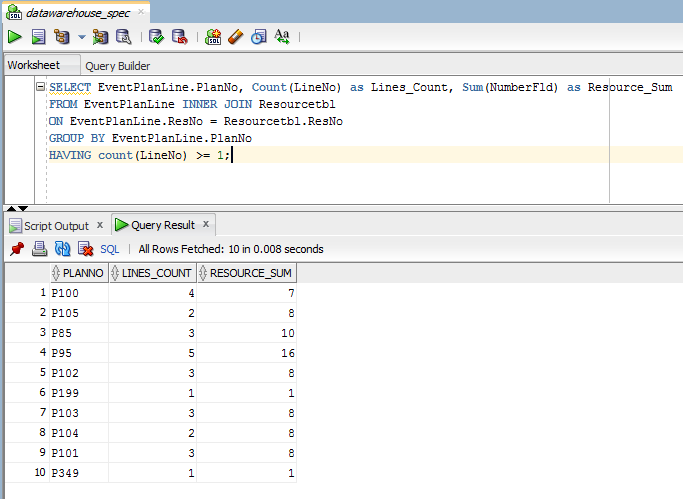 datawarehouse_spec ×
Worksheet Query Builder
SELECT EventPlanLine.PlanNo, Count(LineNo) as Lines_Count, Sum(NumberFld) as Resource_Sum
FROM EventPlanLine INNER JOIN Resourcetbl
ON EventPlanLine.ResNo = Resourcetbl.ResNo
GROUP BY EventPlanLine.PlanNo
HAVING count(LineNo) >= 1;
Script Output × Query Result ×
SQL | All Rows Fetched: 10 in 0.008 seconds
PLANNO LINES_COUNT RESOURCE_SUM
1 P100 4 7
2 P105 2 8
3 P85 3 10
4 P95 5 16
5 P102 3 8
6 P199 1 1
7 P103 3 8
8 P104 2 8
9 P101 3 8
10 P349 1 1